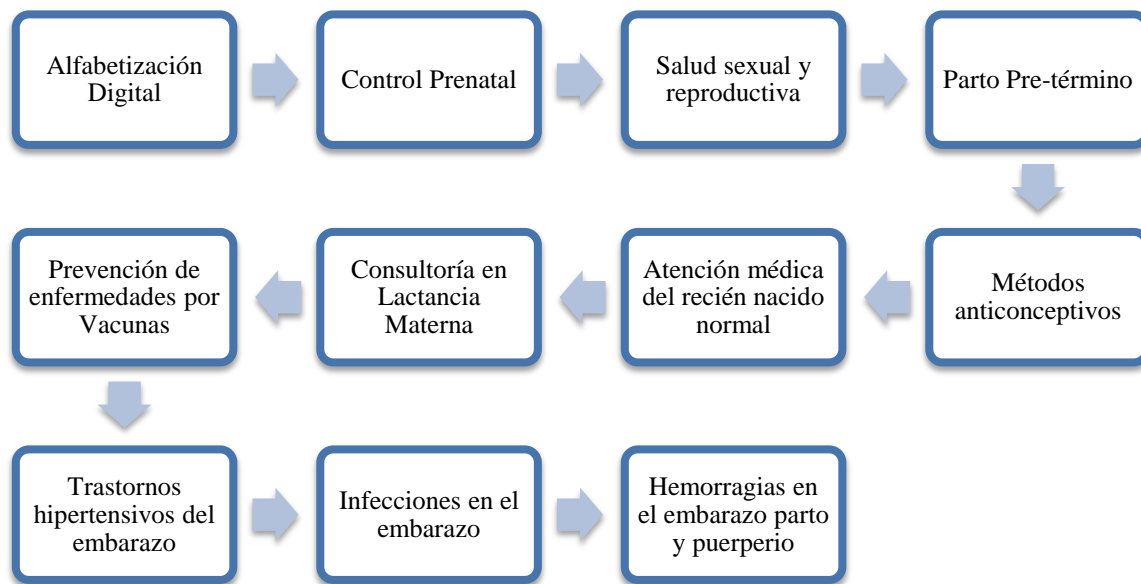 Alfabetización
Digital
Control Prenatal
Salud sexual y
reproductiva
Parto Pre-término
Métodos
anticonceptivos
Atención médica
del recién nacido
normal
Consultoría en
Lactancia
Materna
Prevención de
enfermedades por
Vacunas
Trastornos
hipertensivos del
embarazo
Infecciones en el
embarazo
Hemorragias en
el embarazo parto
y puerperio